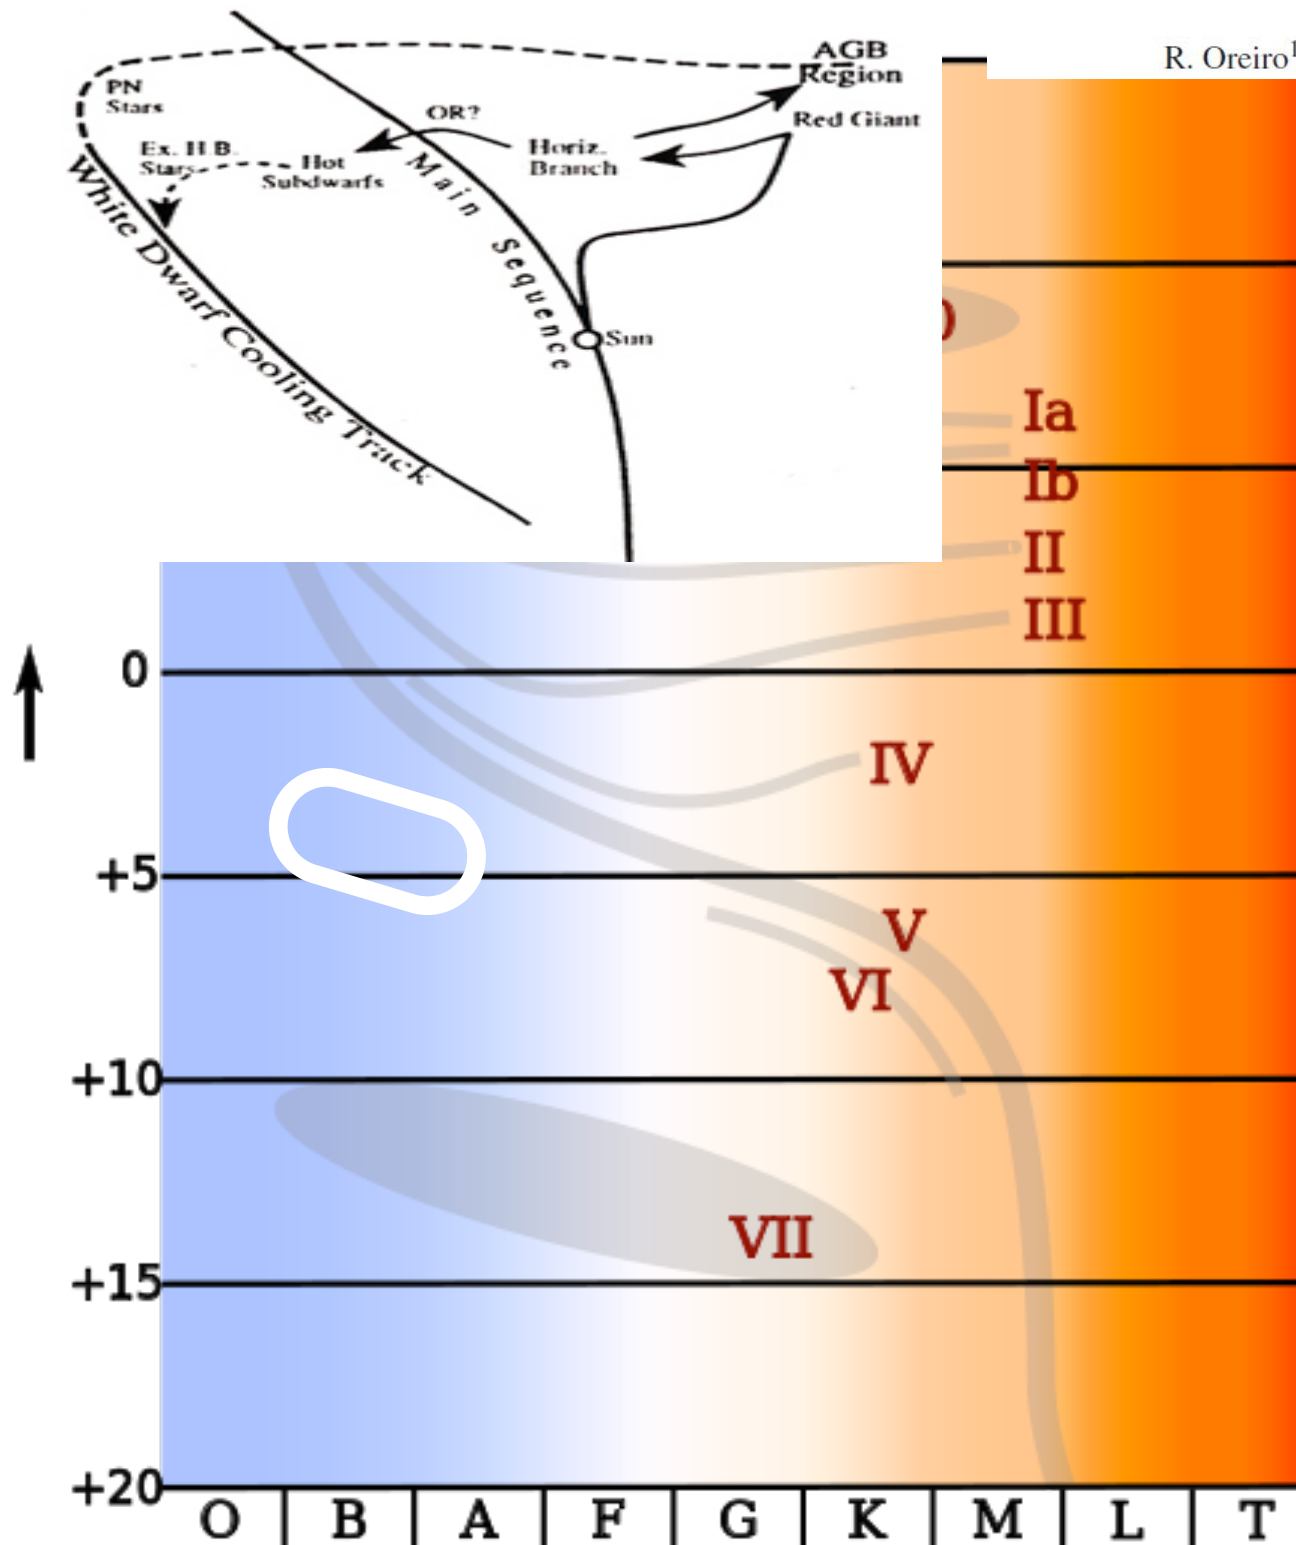 R. Oreiro¹
AGB
Region
PN
Stars
OR?
Red Giant
Ex. H B.
Stars
Hot
Subdwarfs
Horiz.
Branch
Main Sequence
White Dwarf Cooling Track
Sun
Ia
Ib
II
III
0
IV
+5
V
VI
+10
VII
+15
+20
O | B | A | F | G | K | M | L | T